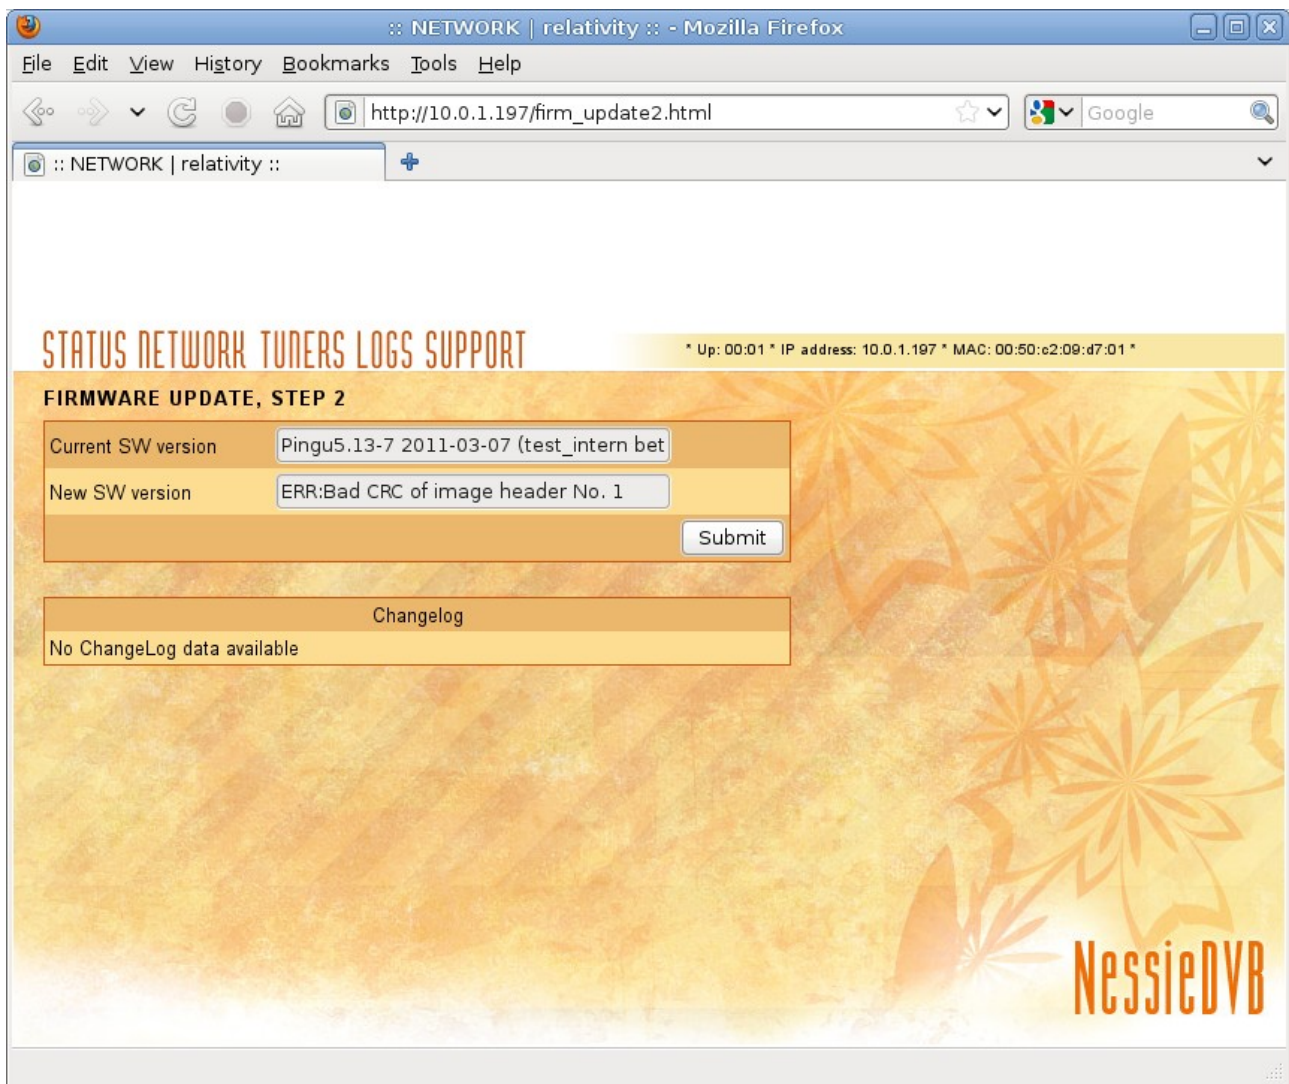 :: NETWORK | relativity :: - Mozilla Firefox
File Edit View History Bookmarks Tools Help
http://10.0.1.197/firm_update2.html Google
:: NETWORK | relativity ::
STATUS NETWORK TUNERS LOGS SUPPORT
* Up: 00:01 * IP address: 10.0.1.197 * MAC: 00:50:c2:09:d7:01 *
FIRMWARE UPDATE, STEP 2
Current SW version Pingu5.13-7 2011-03-07 (test_intern bet
New SW version ERR:Bad CRC of image header No. 1
Submit
Changelog
No ChangeLog data available
NessieDVB